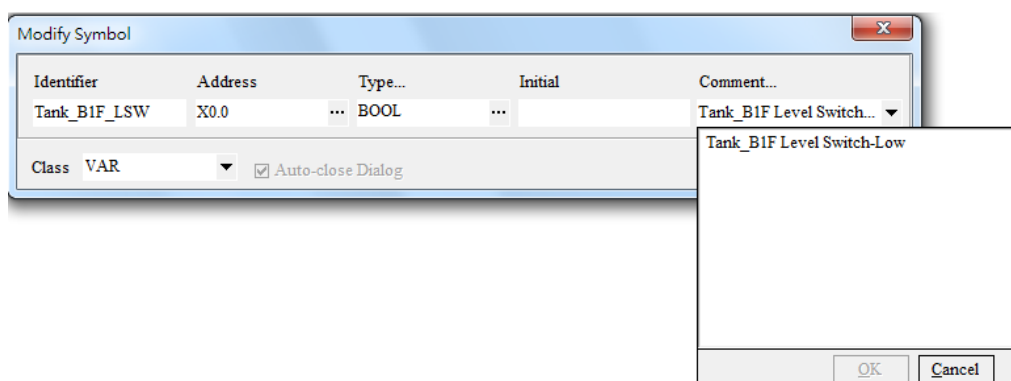 Modify Symbol
Identifier Address Type... Initial Comment...
Tank_B1F_LSW X0.0 ... BOOL ... Tank_B1F Level Switch...
Tank_B1F Level Switch-Low
Class VAR Auto-close Dialog
OK Cancel